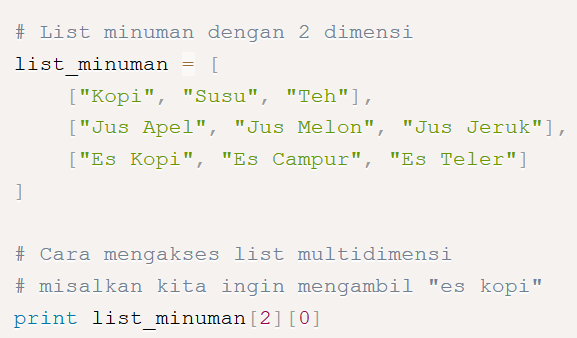 # List minuman dengan 2 dimensi
list_minuman = [
    ["Kopi", "Susu", "Teh"],
    ["Jus Apel", "Jus Melon", "Jus Jeruk"],
    ["Es Kopi", "Es Campur", "Es Teler"]
]

# Cara mengakses list multidimensi
# misalkan kita ingin mengambil "es kopi"
print list_minuman[2][0]